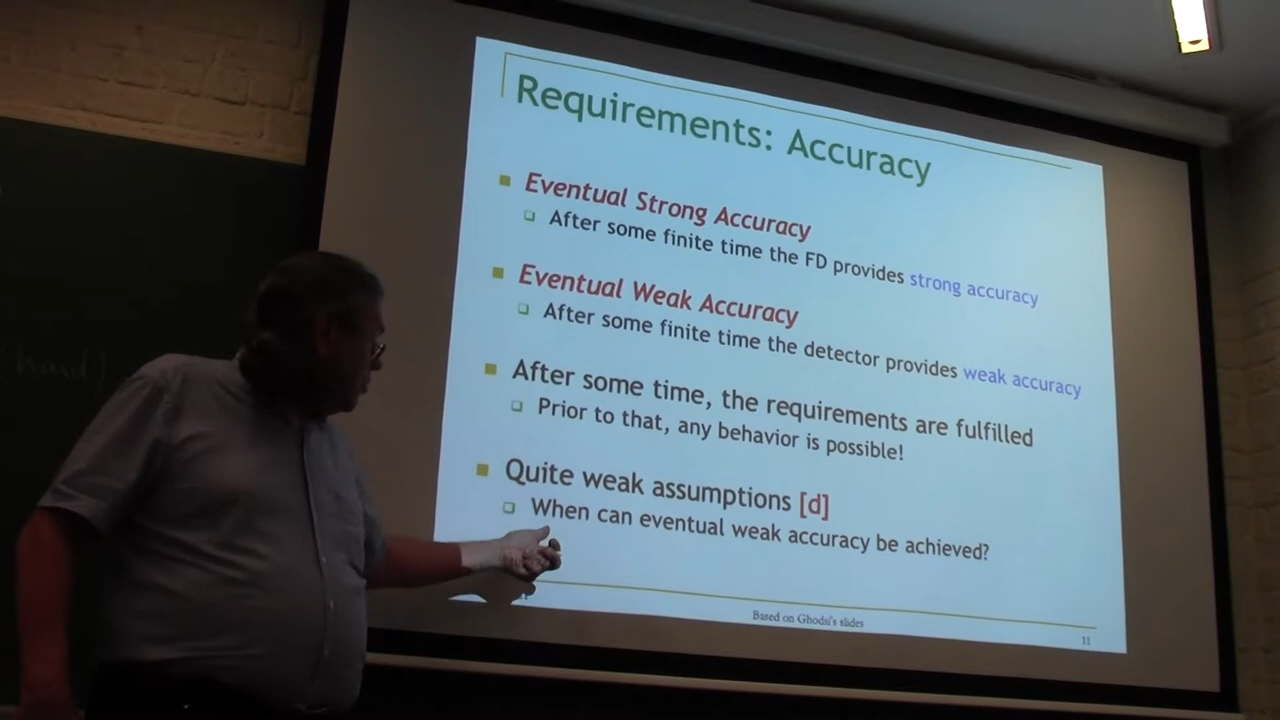 Requirements: Accuracy
Eventual Strong Accuracy
After some finite time the FD provides strong accuracy
Eventual Weak Accuracy
After some finite time the detector provides weak accuracy
After some time, the requirements are fulfilled
Prior to that, any behavior is possible!
Quite weak assumptions [d]
When can eventual weak accuracy be achieved?
Based on Ghodsi's slides
11